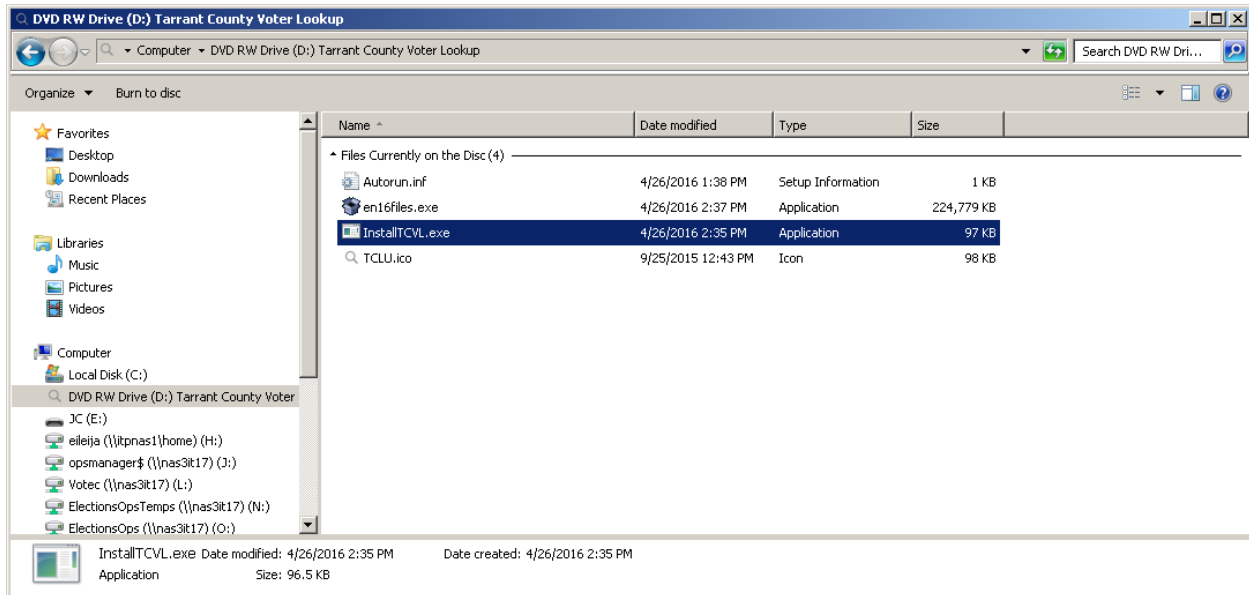 DVD RW Drive (D:) Tarrant County Voter Lookup
Computer DVD RW Drive (D:) Tarrant County Voter Lookup
Search DVD RW Dri...
Organize Burn to disc
Favorites
Desktop
Downloads
Recent Places
Libraries
Music
Pictures
Videos
Computer
Local Disk (C:)
DVD RW Drive (D:) Tarrant County Voter
JC (E:)
eileija (\\itpnas1\home) (H:)
opsmanager$ (\\nas3it17) (J:)
Votec (\\nas3it17) (L:)
ElectionsOpsTemps (\\nas3it17) (N:)
ElectionsOps (\\nas3it17) (O:)
Name Date modified Type Size
Files Currently on the Disc (4)
Autorun.inf 4/26/2016 1:38 PM Setup Information 1 KB
en16files.exe 4/26/2016 2:37 PM Application 224,779 KB
InstallTCVL.exe 4/26/2016 2:35 PM Application 97 KB
TCLU.ico 9/25/2015 12:43 PM Icon 98 KB
InstallTCVL.exe Date modified: 4/26/2016 2:35 PM Date created: 4/26/2016 2:35 PM
Application Size: 96.5 KB